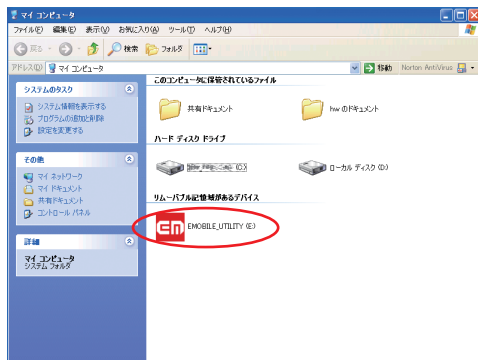 マイ コンピュータ
ファイル(F) 編集(E) 表示(V) お気に入り(A) ツール(T) ヘルプ(H)
戻る 検索 フォルダ
アドレス(D) マイ コンピュータ 移動 Norton AntiVirus
システムのタスク
システム情報を表示する
プログラムの追加と削除
設定を変更する
その他
マイ ネットワーク
マイ ドキュメント
共有ドキュメント
コントロール パネル
詳細
マイ コンピュータ
システム フォルダ
このコンピュータに保管されているファイル
共有ドキュメント hw のドキュメント
ハード ディスク ドライブ
(C:) ローカル ディスク (D:)
リムーバブル記憶域があるデバイス
EM EMOBILE_UTILITY (E:)